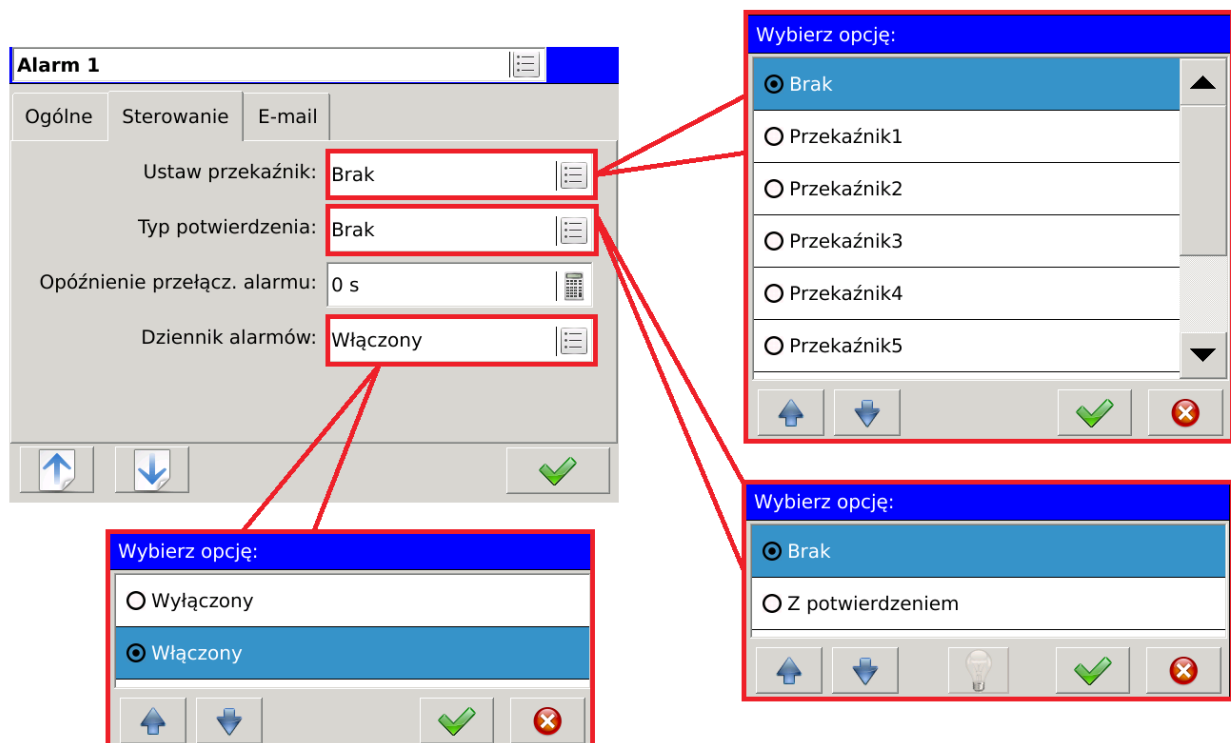 Alarm 1
Ogólne Sterowanie E-mail
Ustaw przekaźnik: Brak
Typ potwierdzenia: Brak
Opóźnienie przełącz. alarmu: 0 s
Dziennik alarmów: Włączony
Wybierz opcję:
Brak
Przekaźnik1
Przekaźnik2
Przekaźnik3
Przekaźnik4
Przekaźnik5
Wybierz opcję:
Brak
Z potwierdzeniem
Wybierz opcję:
Wyłączony
Włączony